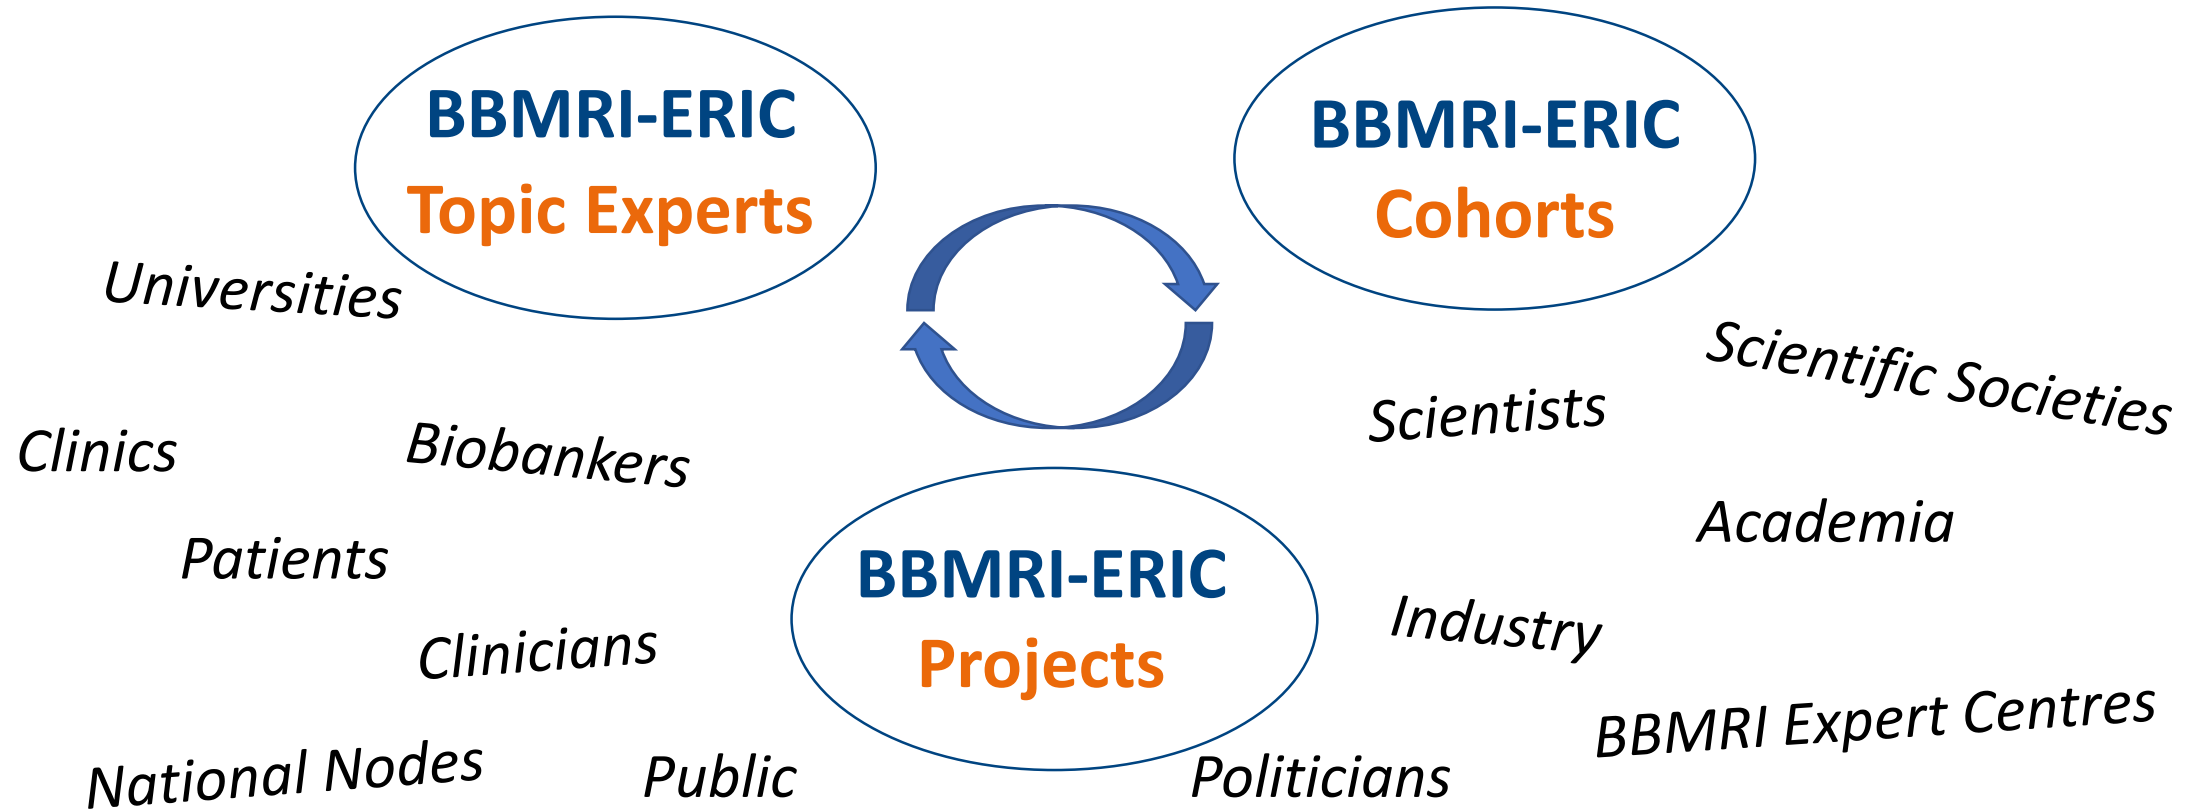 BBMRI-ERIC
Topic Experts
BBMRI-ERIC
Cohorts
Universities
Scientific Societies
Scientists
Clinics
Biobankers
Academia
Patients
BBMRI-ERIC
Projects
Industry
Clinicians
BBMRI Expert Centres
National Nodes
Public
Politicians